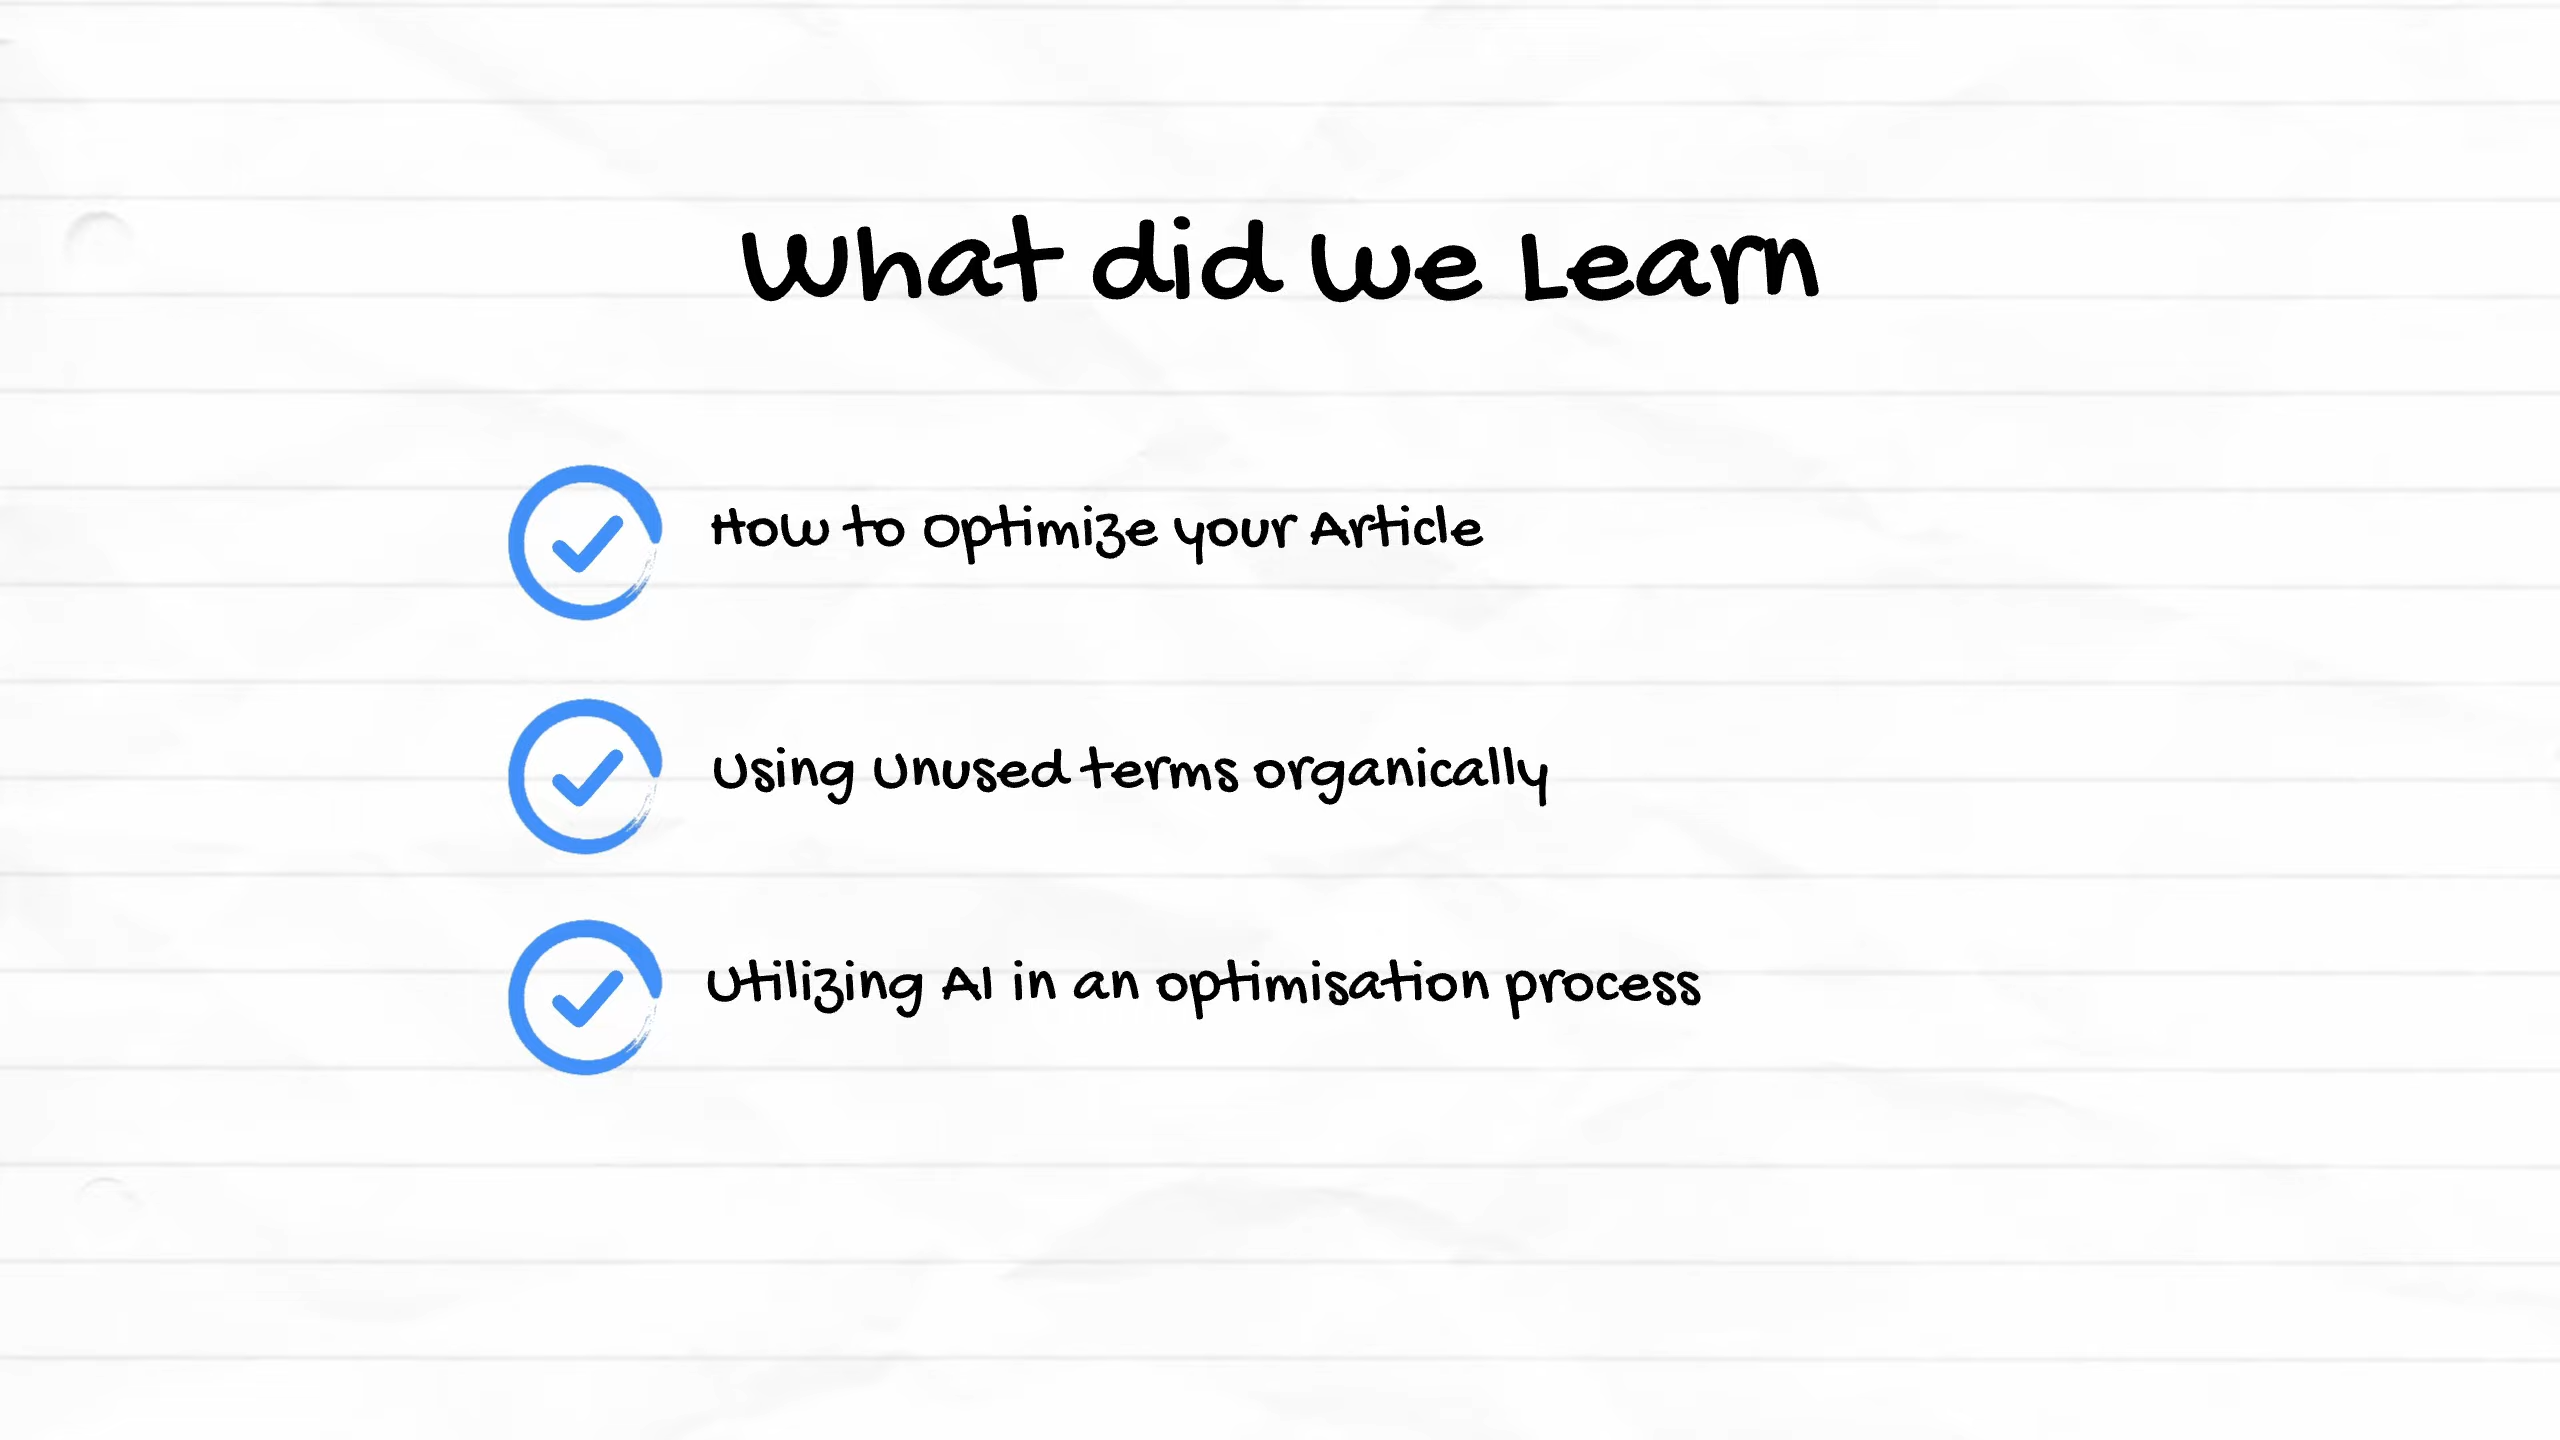 What did we Learn
How to Optimize your Article
Using Unused terms organically
Utilizing AI in an optimisation process